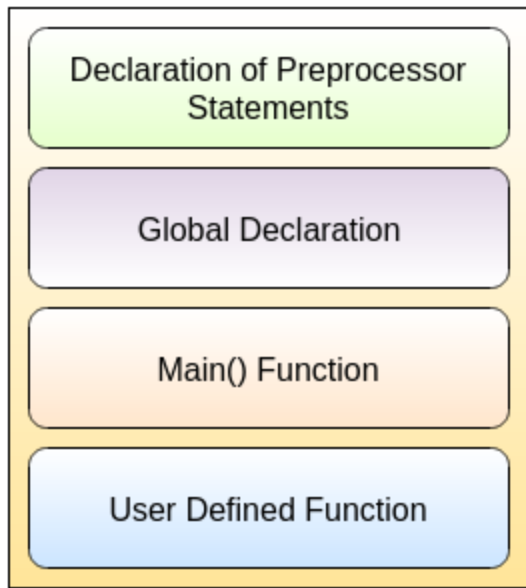 Declaration of Preprocessor
Statements
Global Declaration
Main() Function
User Defined Function